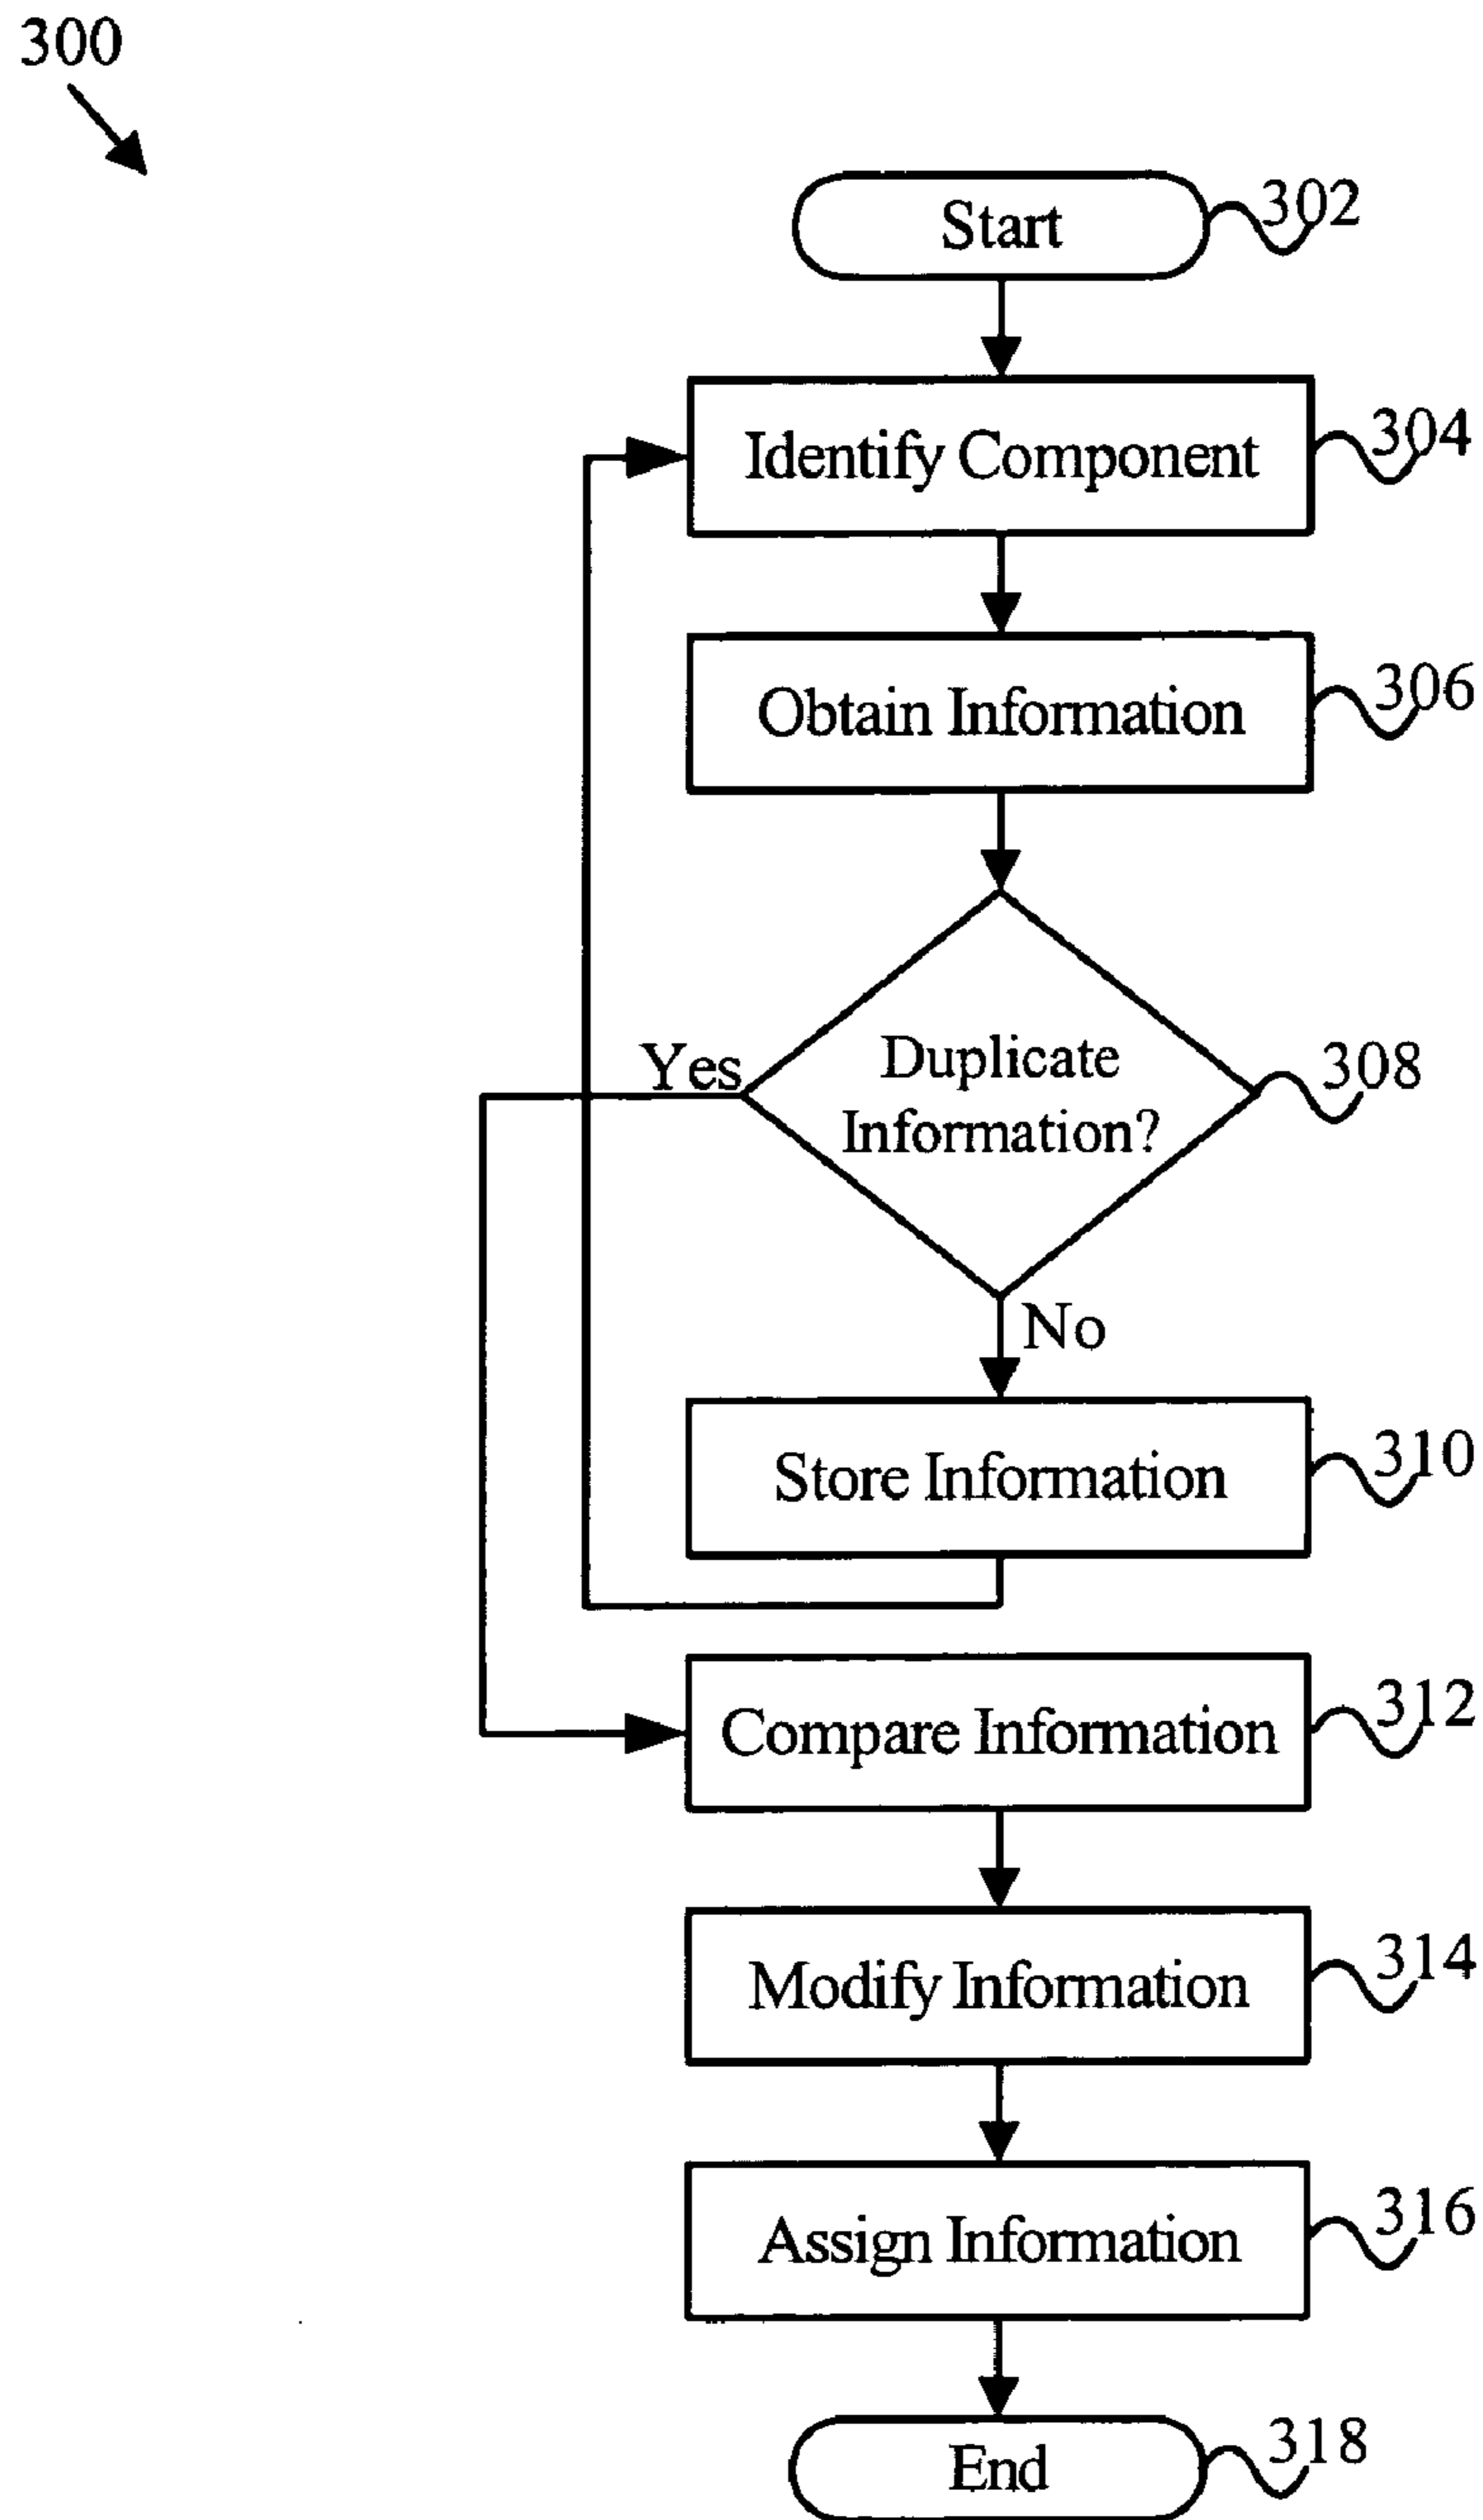 300
Start 302
Identify Component 304
Obtain Information 306
Yes
Duplicate
Information?
308
No
Store Information 310
Compare Information 312
Modify Information 314
Assign Information 316
End 318